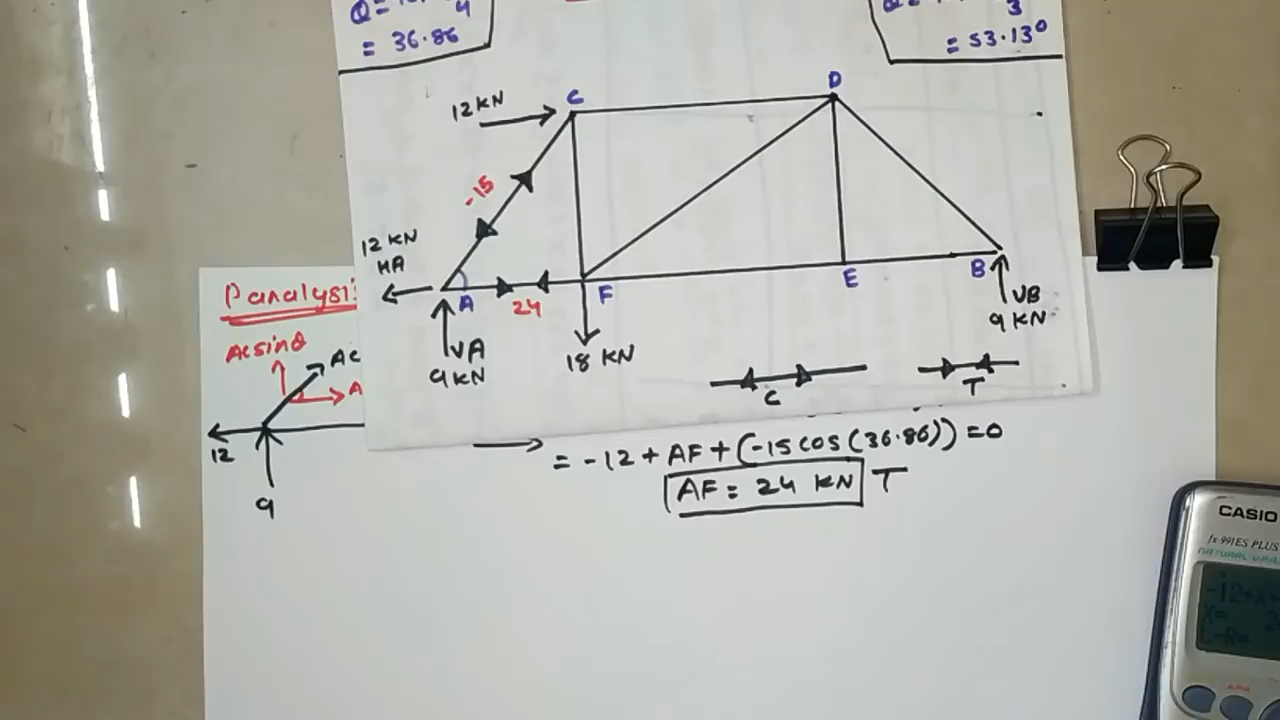 = 36.86
= 53.13°
12 KN
C
D
-15
12 KN
HA
A
24
F
E
B
VA
9 KN
18 KN
VB
9 KN
C
T
analysis
ACsinθ
AC
A
12
9
= -12 + AF + (-15 cos(36.86)) = 0
AF = 24 KN T
CASIO
fx-991ES PLUS